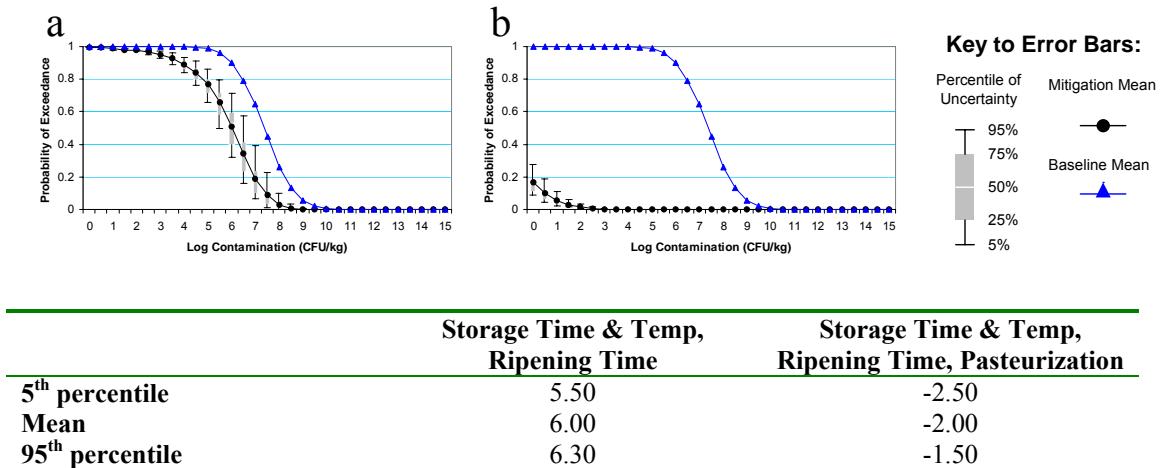 a
Probability of Exceedance
1
0.8
0.6
0.4
0.2
0
0 1 2 3 4 5 6 7 8 9 10 11 12 13 14 15
Log Contamination (CFU/kg)
b
Probability of Exceedance
1
0.8
0.6
0.4
0.2
0
0 1 2 3 4 5 6 7 8 9 10 11 12 13 14 15
Log Contamination (CFU/kg)
Key to Error Bars:
Percentile of
Uncertainty
95%
75%
50%
25%
5%
Mitigation Mean
Baseline Mean
Storage Time & Temp,
Ripening Time
Storage Time & Temp,
Ripening Time, Pasteurization
5th percentile 5.50 -2.50
Mean 6.00 -2.00
95th percentile 6.30 -1.50